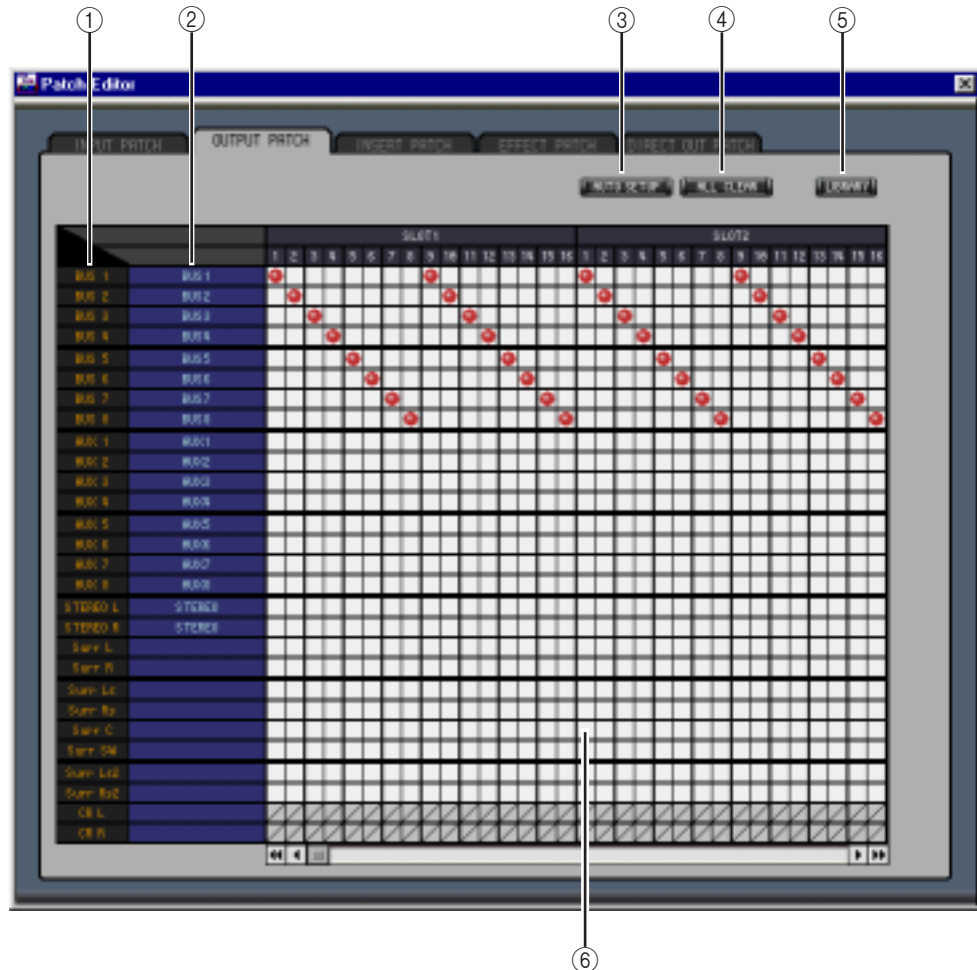 ① ② ③ ④ ⑤
Patch Editor
INPUT PATCH OUTPUT PATCH INSERT PATCH EFFECT PATCH DIRECT OUT PATCH
AUTO SETUP ALL CLEAR LIBRARY
SLOT1 SLOT2
1 2 3 4 5 6 7 8 9 10 11 12 13 14 15 16 1 2 3 4 5 6 7 8 9 10 11 12 13 14 15 16
BUS 1 BUS1
BUS 2 BUS2
BUS 3 BUS3
BUS 4 BUS4
BUS 5 BUS5
BUS 6 BUS6
BUS 7 BUS7
BUS 8 BUS8
AUX 1 AUX1
AUX 2 AUX2
AUX 3 AUX3
AUX 4 AUX4
AUX 5 AUX5
AUX 6 AUX6
AUX 7 AUX7
AUX 8 AUX8
STEREO L STEREO
STEREO R STEREO
Surr L
Surr R
Surr Ls
Surr Rs
Surr C
Surr SW
Surr Ls2
Surr Rs2
CR L
CR R
⑥